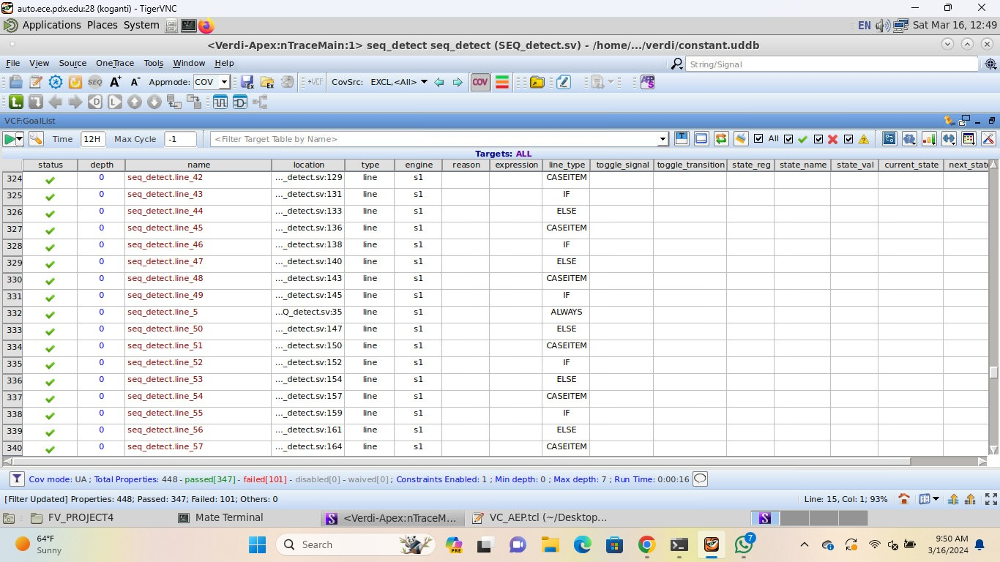 auto.ece.pdx.edu:28 (koganti) - TigerVNC
Applications Places System EN Sat Mar 16, 12:49
<Verdi-Apex:nTraceMain:1> seq_detect seq_detect (SEQ_detect.sv) - /home/.../verdi/constant.uddb
File View Source OneTrace Tools Window Help String/Signal
SEQ A+ A- Appmode: COV Ex Ex →VCF CovSrc: EXCL,<All> COV
VCF:GoalList
Time 12H Max Cycle -1 <Filter Target Table by Name> All
Targets: ALL
status depth name location type engine reason expression line_type toggle_signal toggle_transition state_reg state_name state_val current_state next_state
324 0 seq_detect.line_42 ..._detect.sv:129 line s1 CASEITEM
325 0 seq_detect.line_43 ..._detect.sv:131 line s1 IF
326 0 seq_detect.line_44 ..._detect.sv:133 line s1 ELSE
327 0 seq_detect.line_45 ..._detect.sv:136 line s1 CASEITEM
328 0 seq_detect.line_46 ..._detect.sv:138 line s1 IF
329 0 seq_detect.line_47 ..._detect.sv:140 line s1 ELSE
330 0 seq_detect.line_48 ..._detect.sv:143 line s1 CASEITEM
331 0 seq_detect.line_49 ..._detect.sv:145 line s1 IF
332 0 seq_detect.line_5 ...Q_detect.sv:35 line s1 ALWAYS
333 0 seq_detect.line_50 ..._detect.sv:147 line s1 ELSE
334 0 seq_detect.line_51 ..._detect.sv:150 line s1 CASEITEM
335 0 seq_detect.line_52 ..._detect.sv:152 line s1 IF
336 0 seq_detect.line_53 ..._detect.sv:154 line s1 ELSE
337 0 seq_detect.line_54 ..._detect.sv:157 line s1 CASEITEM
338 0 seq_detect.line_55 ..._detect.sv:159 line s1 IF
339 0 seq_detect.line_56 ..._detect.sv:161 line s1 ELSE
340 0 seq_detect.line_57 ..._detect.sv:164 line s1 CASEITEM
Cov mode: UA ; Total Properties: 448 - passed[347] - failed[101] - disabled[0] - waived[0] ; Constraints Enabled: 1 ; Min depth: 0 ; Max depth: 7 ; Run Time: 0:00:16
[Filter Updated] Properties: 448; Passed: 347; Failed: 101; Others: 0 Line: 15, Col: 1; 93%
FV_PROJECT4 Mate Terminal <Verdi-Apex:nTraceM... VC_AEP.tcl (~/Desktop...
64°F Search PRE 7 9:50 AM
Sunny 3/16/2024